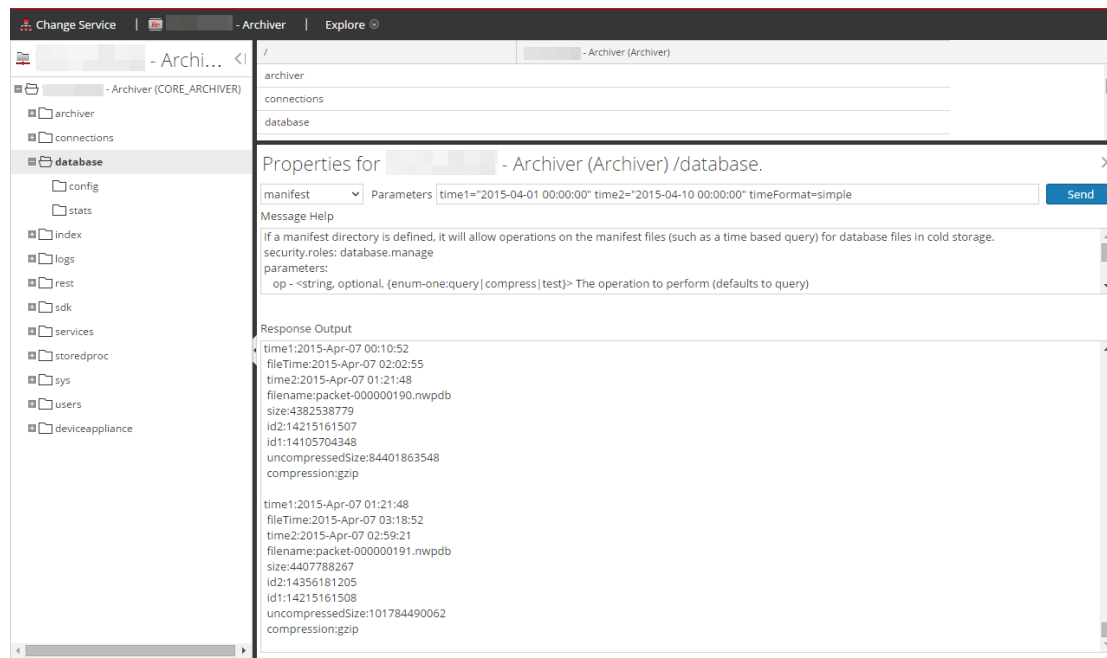 Change Service | - Archiver | Explore
- Archi...
- Archiver (CORE_ARCHIVER)
archiver
connections
database
config
stats
index
logs
rest
sdk
services
storedproc
sys
users
deviceappliance
/ - Archiver (Archiver)
archiver
connections
database
Properties for - Archiver (Archiver) /database.
manifest Parameters time1="2015-04-01 00:00:00" time2="2015-04-10 00:00:00" timeFormat=simple Send
Message Help
If a manifest directory is defined, it will allow operations on the manifest files (such as a time based query) for database files in cold storage.
security.roles: database.manage
parameters:
op - <string, optional, {enum-one:query|compress|test}> The operation to perform (defaults to query)
Response Output
time1:2015-Apr-07 00:10:52
fileTime:2015-Apr-07 02:02:55
time2:2015-Apr-07 01:21:48
filename:packet-000000190.nwpdb
size:4382538779
id2:14215161507
id1:14105704348
uncompressedSize:84401863548
compression:gzip
time1:2015-Apr-07 01:21:48
fileTime:2015-Apr-07 03:18:52
time2:2015-Apr-07 02:59:21
filename:packet-000000191.nwpdb
size:4407788267
id2:14356181205
id1:14215161508
uncompressedSize:101784490062
compression:gzip